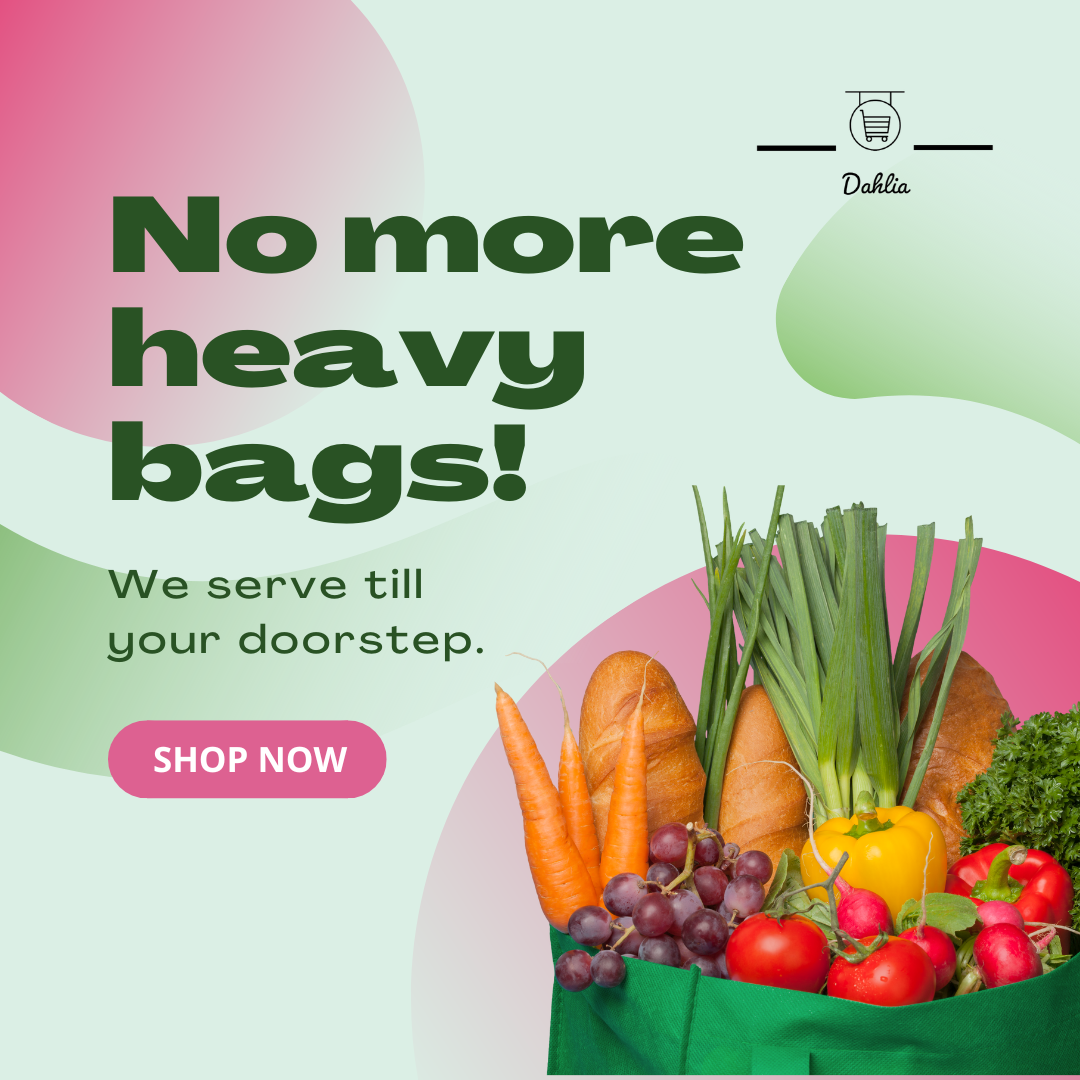 Dahlia
No more
heavy
bags!
We serve till
your doorstep.
SHOP NOW